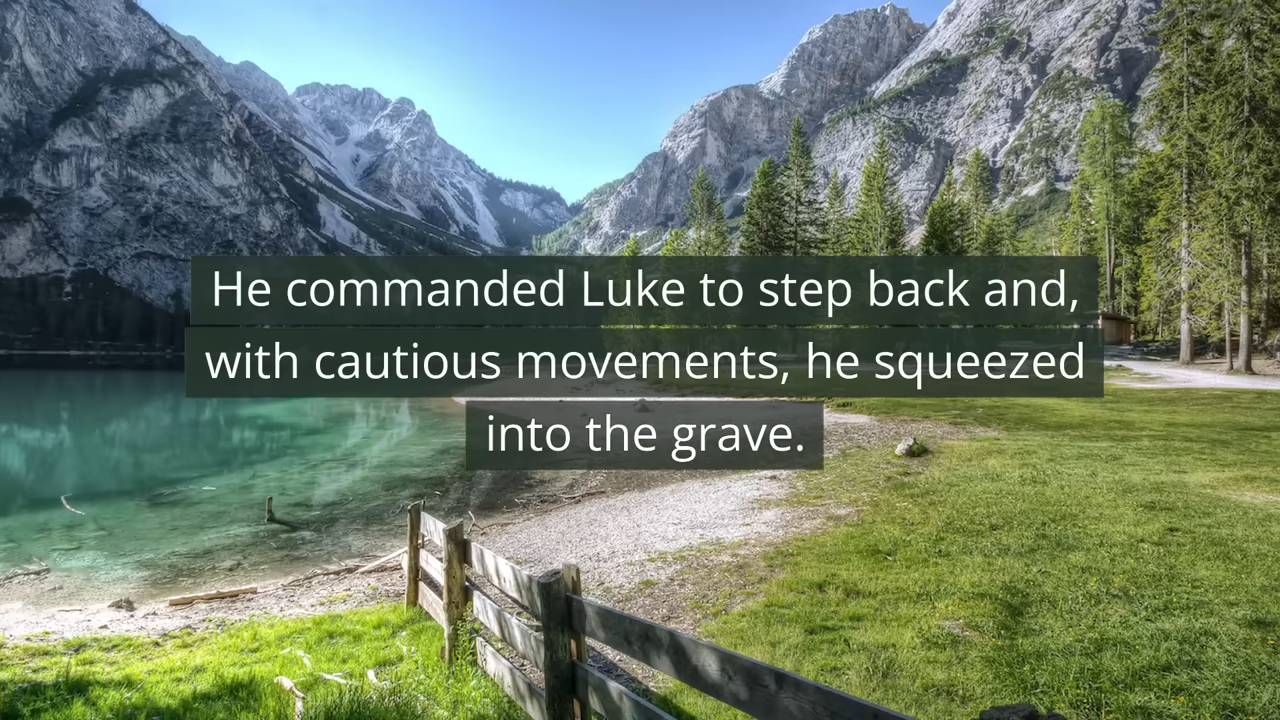 He commanded Luke to step back and,
with cautious movements, he squeezed
into the grave.